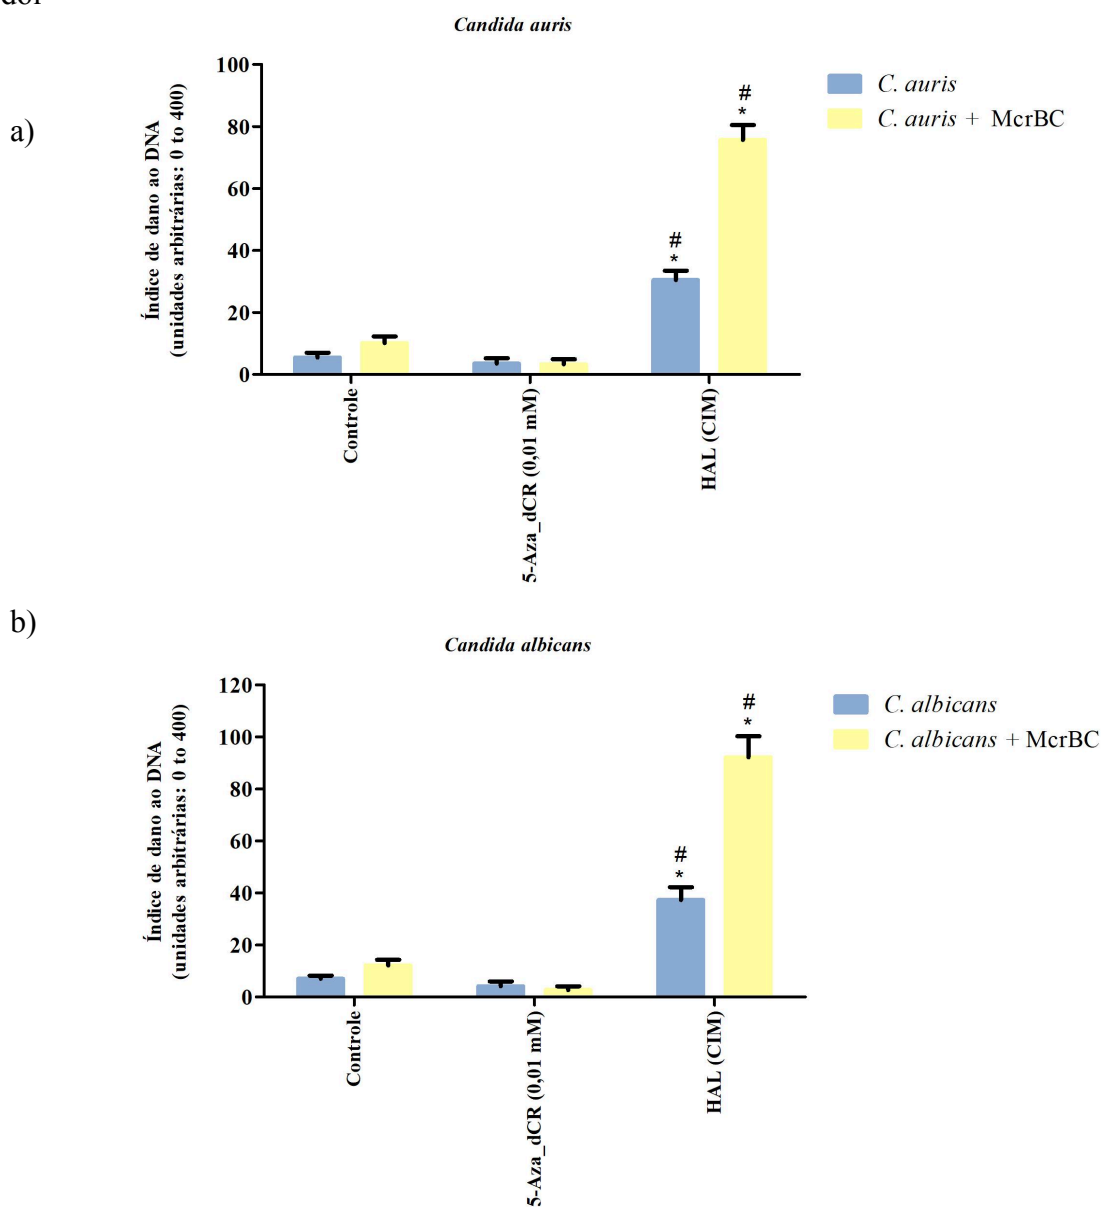 Candida auris
a)
Índice de dano ao DNA
(unidades arbitrárias: 0 to 400)
100
80
60
40
20
0
#
*
#
*
C. auris
C. auris + McrBC
Controle
5-Aza_dCR (0,01 mM)
HAL (CIM)
b)
Candida albicans
Índice de dano ao DNA
(unidades arbitrárias: 0 to 400)
120
100
80
60
40
20
0
#
*
#
*
C. albicans
C. albicans + McrBC
Controle
5-Aza_dCR (0,01 mM)
HAL (CIM)